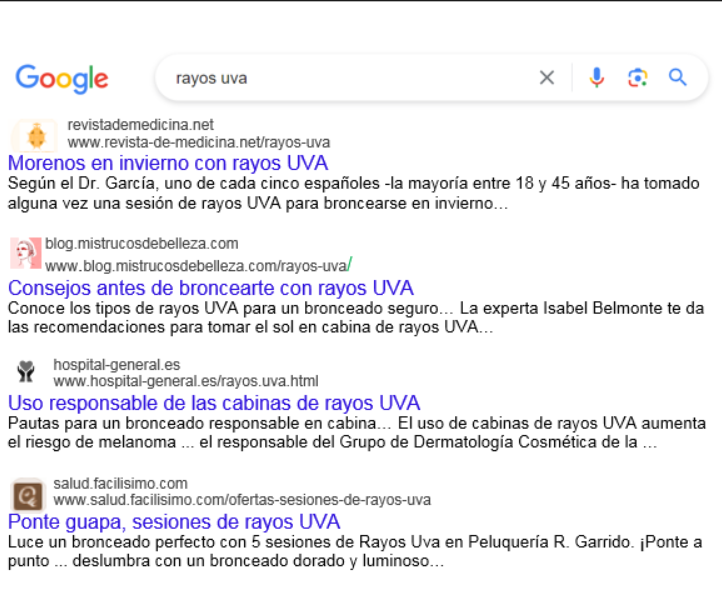 Google
rayos uva
revistademedicina.net
www.revista-de-medicina.net/rayos-uva
Morenos en invierno con rayos UVA
Según el Dr. García, uno de cada cinco españoles -la mayoría entre 18 y 45 años- ha tomado
alguna vez una sesión de rayos UVA para broncearse en invierno...
blog.mistrucosdebelleza.com
www.blog.mistrucosdebelleza.com/rayos-uva/
Consejos antes de broncearte con rayos UVA
Conoce los tipos de rayos UVA para un bronceado seguro... La experta Isabel Belmonte te da
las recomendaciones para tomar el sol en cabina de rayos UVA...
hospital-general.es
www.hospital-general.es/rayos.uva.html
Uso responsable de las cabinas de rayos UVA
Pautas para un bronceado responsable en cabina... El uso de cabinas de rayos UVA aumenta
el riesgo de melanoma ... el responsable del Grupo de Dermatología Cosmética de la ...
salud.facilisimo.com
www.salud.facilisimo.com/ofertas-sesiones-de-rayos-uva
Ponte guapa, sesiones de rayos UVA
Luce un bronceado perfecto con 5 sesiones de Rayos Uva en Peluquería R. Garrido. ¡Ponte a
punto ... deslumbra con un bronceado dorado y luminoso...